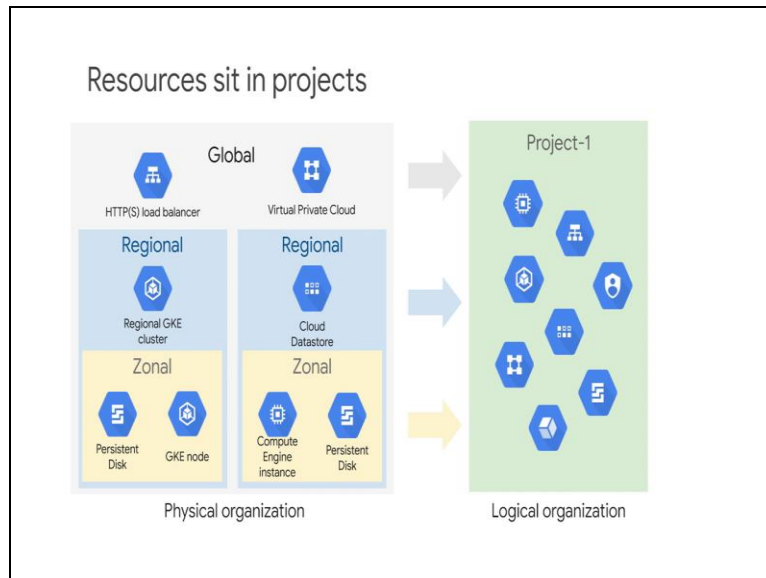 Resources sit in projects
Global
HTTP(S) load balancer
Virtual Private Cloud
Regional
Regional GKE
cluster
Zonal
Persistent
Disk
GKE node
Regional
Cloud
Datastore
Zonal
Compute
Engine
instance
Persistent
Disk
Physical organization
Project-1
Logical organization